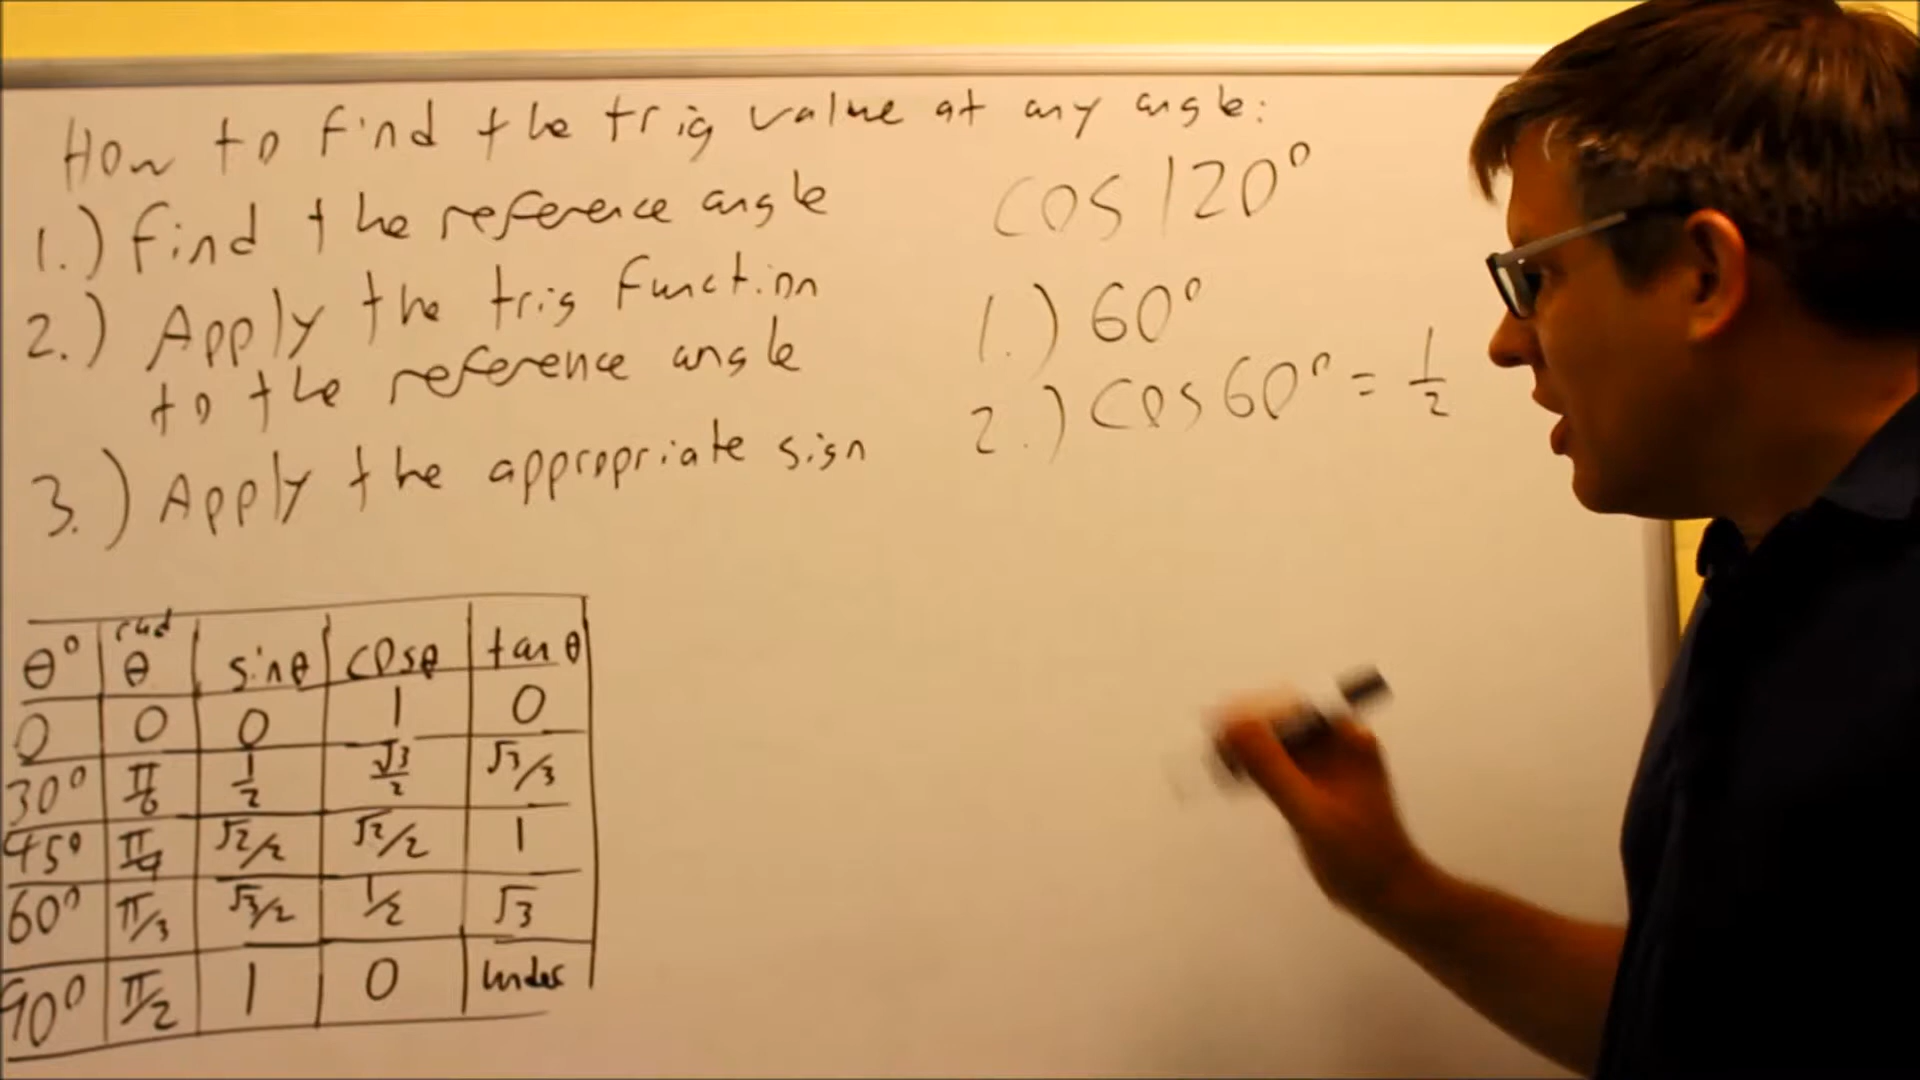 How to find the trig value at any angle:
1.) Find the reference angle
2.) Apply the trig function
to the reference angle
3.) Apply the appropriate sign
cos 120°
1.) 60°
2.) cos 60° = 1/2
θ° rad θ sinθ cosθ tan θ
0 0 0 1 0
30° π/6 1/2 √3/2 √3/3
45° π/4 √2/2 √2/2 1
60° π/3 √3/2 1/2 √3
90° π/2 1 0 undef